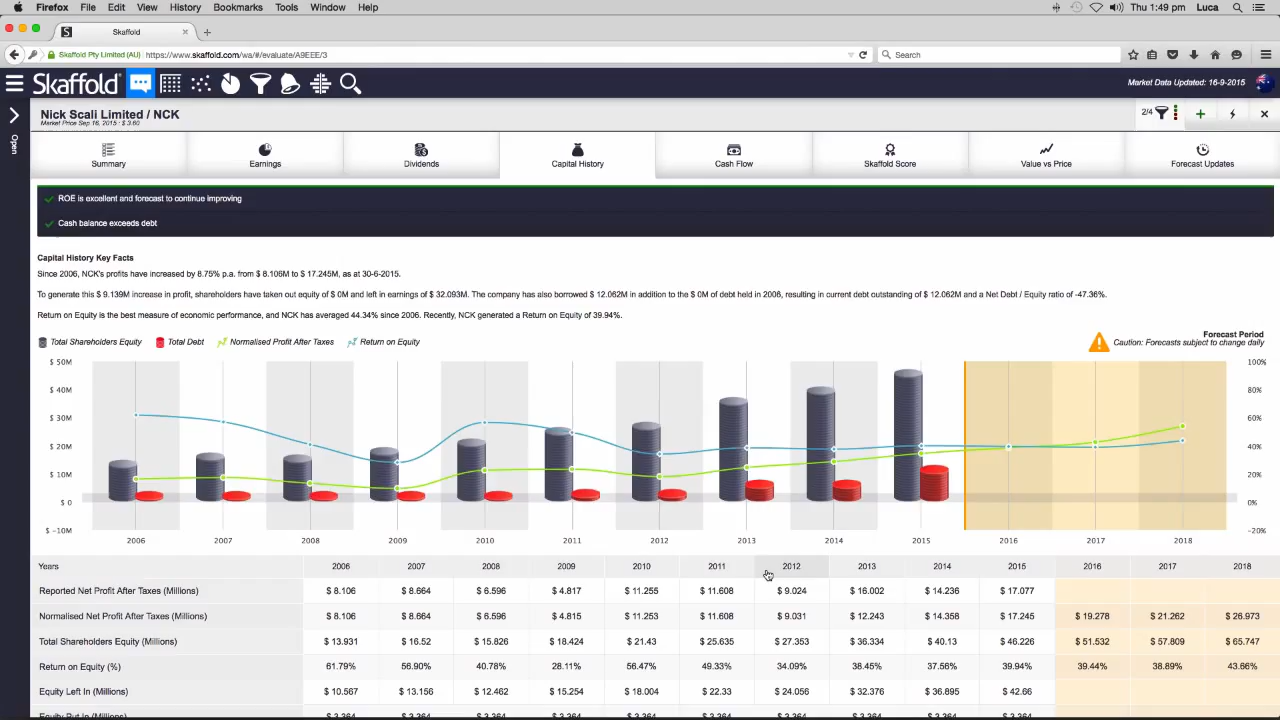 Firefox File Edit View History Bookmarks Tools Window Help Thu 1:49 pm Luca
S Skaffold × +
Skaffold Pty Limited (AU) https://www.skaffold.com/wa/#/evaluate/A9EEE/3 Search
Skaffold Market Data Updated: 16-9-2015
Open
Nick Scali Limited / NCK 2/4
Market Price Sep 16, 2015 : $ 3.60
Summary Earnings Dividends Capital History Cash Flow Skaffold Score Value vs Price Forecast Updates
ROE is excellent and forecast to continue improving
Cash balance exceeds debt
Capital History Key Facts
Since 2006, NCK's profits have increased by 8.75% p.a. from $ 8.106M to $ 17.245M, as at 30-6-2015.
To generate this $ 9.139M increase in profit, shareholders have taken out equity of $ 0M and left in earnings of $ 32.093M. The company has also borrowed $ 12.062M in addition to the $ 0M of debt held in 2006, resulting in current debt outstanding of $ 12.062M and a Net Debt / Equity ratio of -47.36%.
Return on Equity is the best measure of economic performance, and NCK has averaged 44.34% since 2006. Recently, NCK generated a Return on Equity of 39.94%.
Total Shareholders Equity Total Debt Normalised Profit After Taxes Return on Equity
Forecast Period
Caution: Forecasts subject to change daily
$ 50M 100%
$ 40M 80%
$ 30M 60%
$ 20M 40%
$ 10M 20%
$ 0 0%
$ -10M -20%
2006 2007 2008 2009 2010 2011 2012 2013 2014 2015 2016 2017 2018
Years 2006 2007 2008 2009 2010 2011 2012 2013 2014 2015 2016 2017 2018
Reported Net Profit After Taxes (Millions) $ 8.106 $ 8.664 $ 6.596 $ 4.817 $ 11.255 $ 11.608 $ 9.024 $ 16.002 $ 14.236 $ 17.077
Normalised Net Profit After Taxes (Millions) $ 8.106 $ 8.664 $ 6.596 $ 4.815 $ 11.253 $ 11.608 $ 9.031 $ 12.243 $ 14.358 $ 17.245 $ 19.278 $ 21.262 $ 26.973
Total Shareholders Equity (Millions) $ 13.931 $ 16.52 $ 15.826 $ 18.424 $ 21.43 $ 25.635 $ 27.353 $ 36.334 $ 40.13 $ 46.226 $ 51.532 $ 57.809 $ 65.747
Return on Equity (%) 61.79% 56.90% 40.78% 28.11% 56.47% 49.33% 34.09% 38.45% 37.56% 39.94% 39.44% 38.89% 43.66%
Equity Left In (Millions) $ 10.567 $ 13.156 $ 12.462 $ 15.254 $ 18.004 $ 22.33 $ 24.056 $ 32.376 $ 36.895 $ 42.66
Equity Put In (Millions)